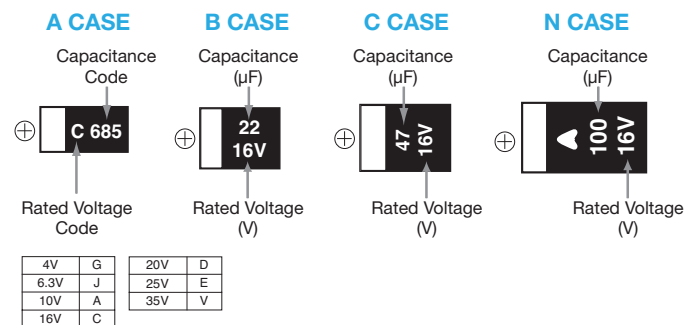 A CASE
B CASE
C CASE
N CASE
Capacitance
Code
Capacitance
(µF)
Capacitance
(µF)
Capacitance
(µF)
C 685
22
16V
47
16V
100
16V
Rated Voltage
Code
Rated Voltage
(V)
Rated Voltage
(V)
Rated Voltage
(V)
4V G 20V D
6.3V J 25V E
10V A 35V V
16V C